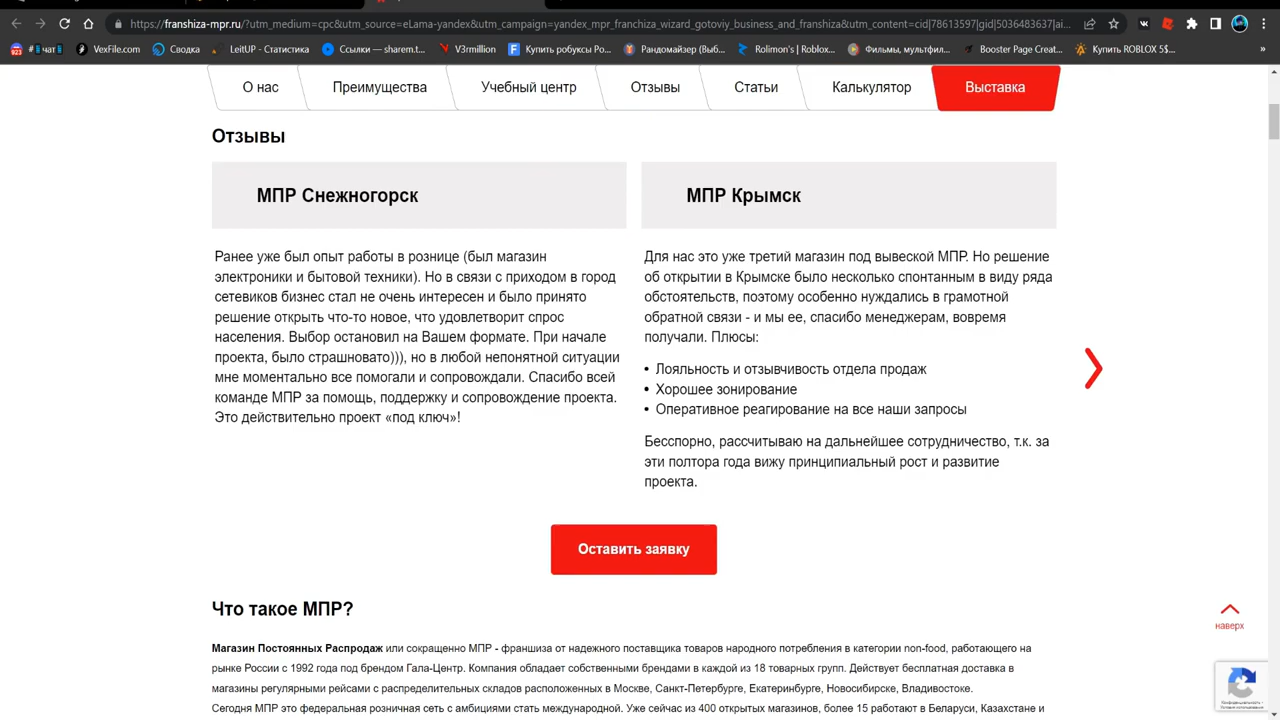 https://franshiza-mpr.ru/?utm_medium=cpc&utm_source=eLama-yandex&utm_campaign=yandex_mpr_franchiza_wizard_gotoviy_business_and_franshiza&utm_content=cid|78613597|gid|5036483637|ai...
чат
VexFile.com
Сводка
LeitUP - Статистика
Ссылки — sharem.t...
V3rmillion
Купить робуксы Ро...
Рандомайзер (Выбо...
Rolimon's | Roblox...
Фильмы, мультфил...
Booster Page Creat...
Купить ROBLOX 5$...
О нас
Преимущества
Учебный центр
Отзывы
Статьи
Калькулятор
Выставка
Отзывы
МПР Снежногорск
Ранее уже был опыт работы в рознице (был магазин
электроники и бытовой техники). Но в связи с приходом в город
сетевиков бизнес стал не очень интересен и было принято
решение открыть что-то новое, что удовлетворит спрос
населения. Выбор остановил на Вашем формате. При начале
проекта, было страшновато))), но в любой непонятной ситуации
мне моментально все помогали и сопровождали. Спасибо всей
команде МПР за помощь, поддержку и сопровождение проекта.
Это действительно проект «под ключ»!
МПР Крымск
Для нас это уже третий магазин под вывеской МПР. Но решение
об открытии в Крымске было несколько спонтанным в виду ряда
обстоятельств, поэтому особенно нуждались в грамотной
обратной связи - и мы ее, спасибо менеджерам, вовремя
получали. Плюсы:
• Лояльность и отзывчивость отдела продаж
• Хорошее зонирование
• Оперативное реагирование на все наши запросы
Бесспорно, рассчитываю на дальнейшее сотрудничество, т.к. за
эти полтора года вижу принципиальный рост и развитие
проекта.
Оставить заявку
Что такое МПР?
Магазин Постоянных Распродаж или сокращенно МПР - франшиза от надежного поставщика товаров народного потребления в категории non-food, работающего на
рынке России с 1992 года под брендом Гала-Центр. Компания обладает собственными брендами в каждой из 18 товарных групп. Действует бесплатная доставка в
магазины регулярными рейсами с распределительных складов расположенных в Москве, Санкт-Петербурге, Екатеринбурге, Новосибирске, Владивостоке.
Сегодня МПР это федеральная розничная сеть с амбициями стать международной. Уже сейчас из 400 открытых магазинов, более 15 работают в Беларуси, Казахстане и
наверх